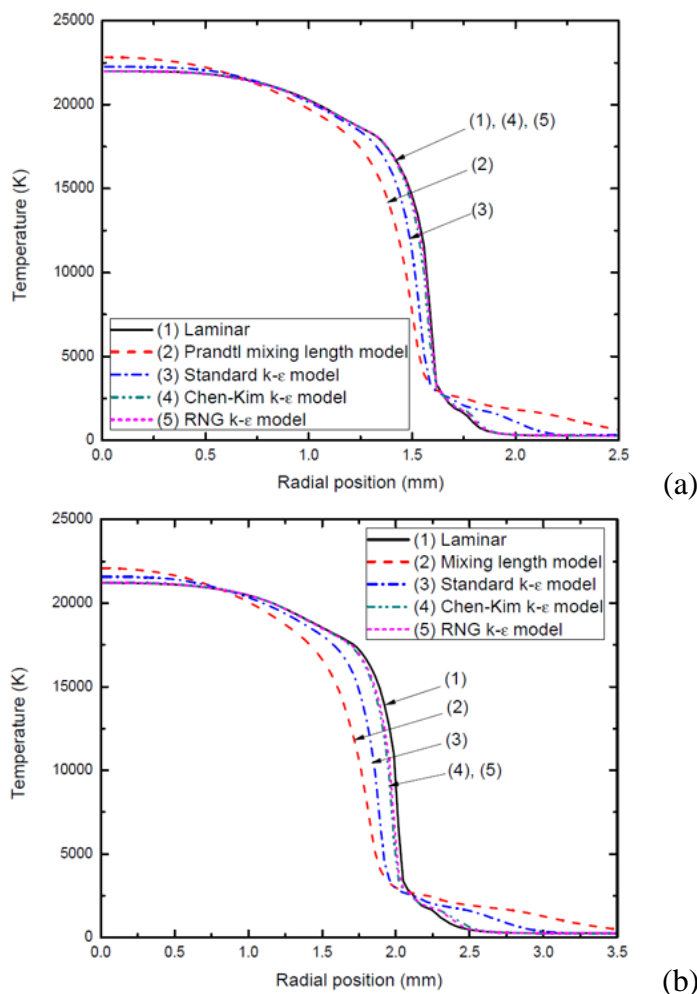 25000
20000
15000
10000
5000
0
Temperature (K)
(1), (4), (5)
(2)
(3)
(1) Laminar
(2) Prandtl mixing length model
(3) Standard k-ε model
(4) Chen-Kim k-ε model
(5) RNG k-ε model
0.0 0.5 1.0 1.5 2.0 2.5
Radial position (mm)
(a)
25000
20000
15000
10000
5000
0
Temperature (K)
(1) Laminar
(2) Mixing length model
(3) Standard k-ε model
(4) Chen-Kim k-ε model
(5) RNG k-ε model
(1)
(2)
(3)
(4), (5)
0.0 0.5 1.0 1.5 2.0 2.5 3.0 3.5
Radial position (mm)
(b)